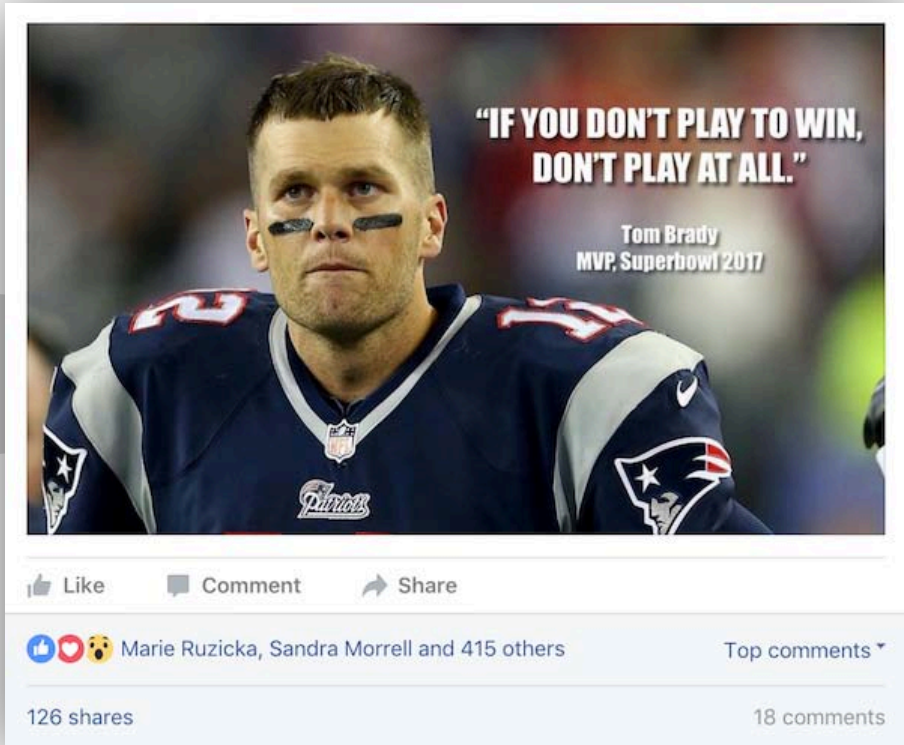 “IF YOU DON’T PLAY TO WIN,
DON’T PLAY AT ALL.”
Tom Brady
MVP, Superbowl 2017
12
12
NFL
Patriots
Like Comment Share
Marie Ruzicka, Sandra Morrell and 415 others Top comments
126 shares 18 comments